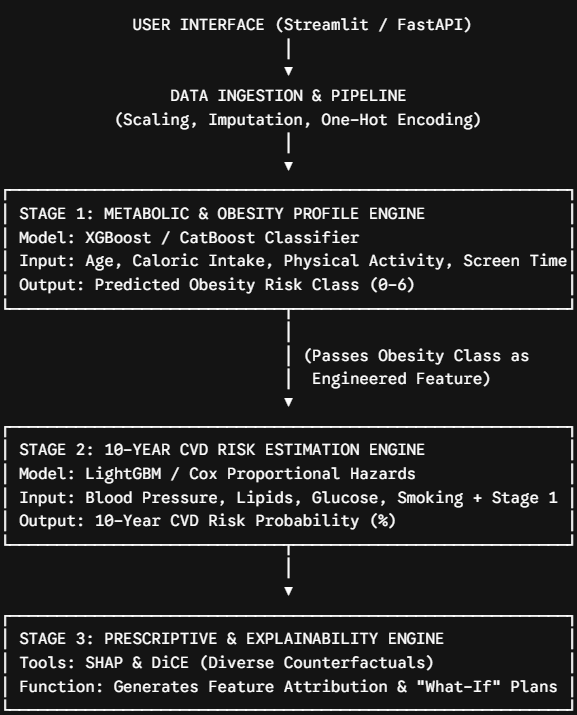 USER INTERFACE (Streamlit / FastAPI)
DATA INGESTION & PIPELINE
(Scaling, Imputation, One-Hot Encoding)
STAGE 1: METABOLIC & OBESITY PROFILE ENGINE
Model: XGBoost / CatBoost Classifier
Input: Age, Caloric Intake, Physical Activity, Screen Time
Output: Predicted Obesity Risk Class (0-6)
(Passes Obesity Class as
Engineered Feature)
STAGE 2: 10-YEAR CVD RISK ESTIMATION ENGINE
Model: LightGBM / Cox Proportional Hazards
Input: Blood Pressure, Lipids, Glucose, Smoking + Stage 1
Output: 10-Year CVD Risk Probability (%)
STAGE 3: PRESCRIPTIVE & EXPLAINABILITY ENGINE
Tools: SHAP & DiCE (Diverse Counterfactuals)
Function: Generates Feature Attribution & "What-If" Plans